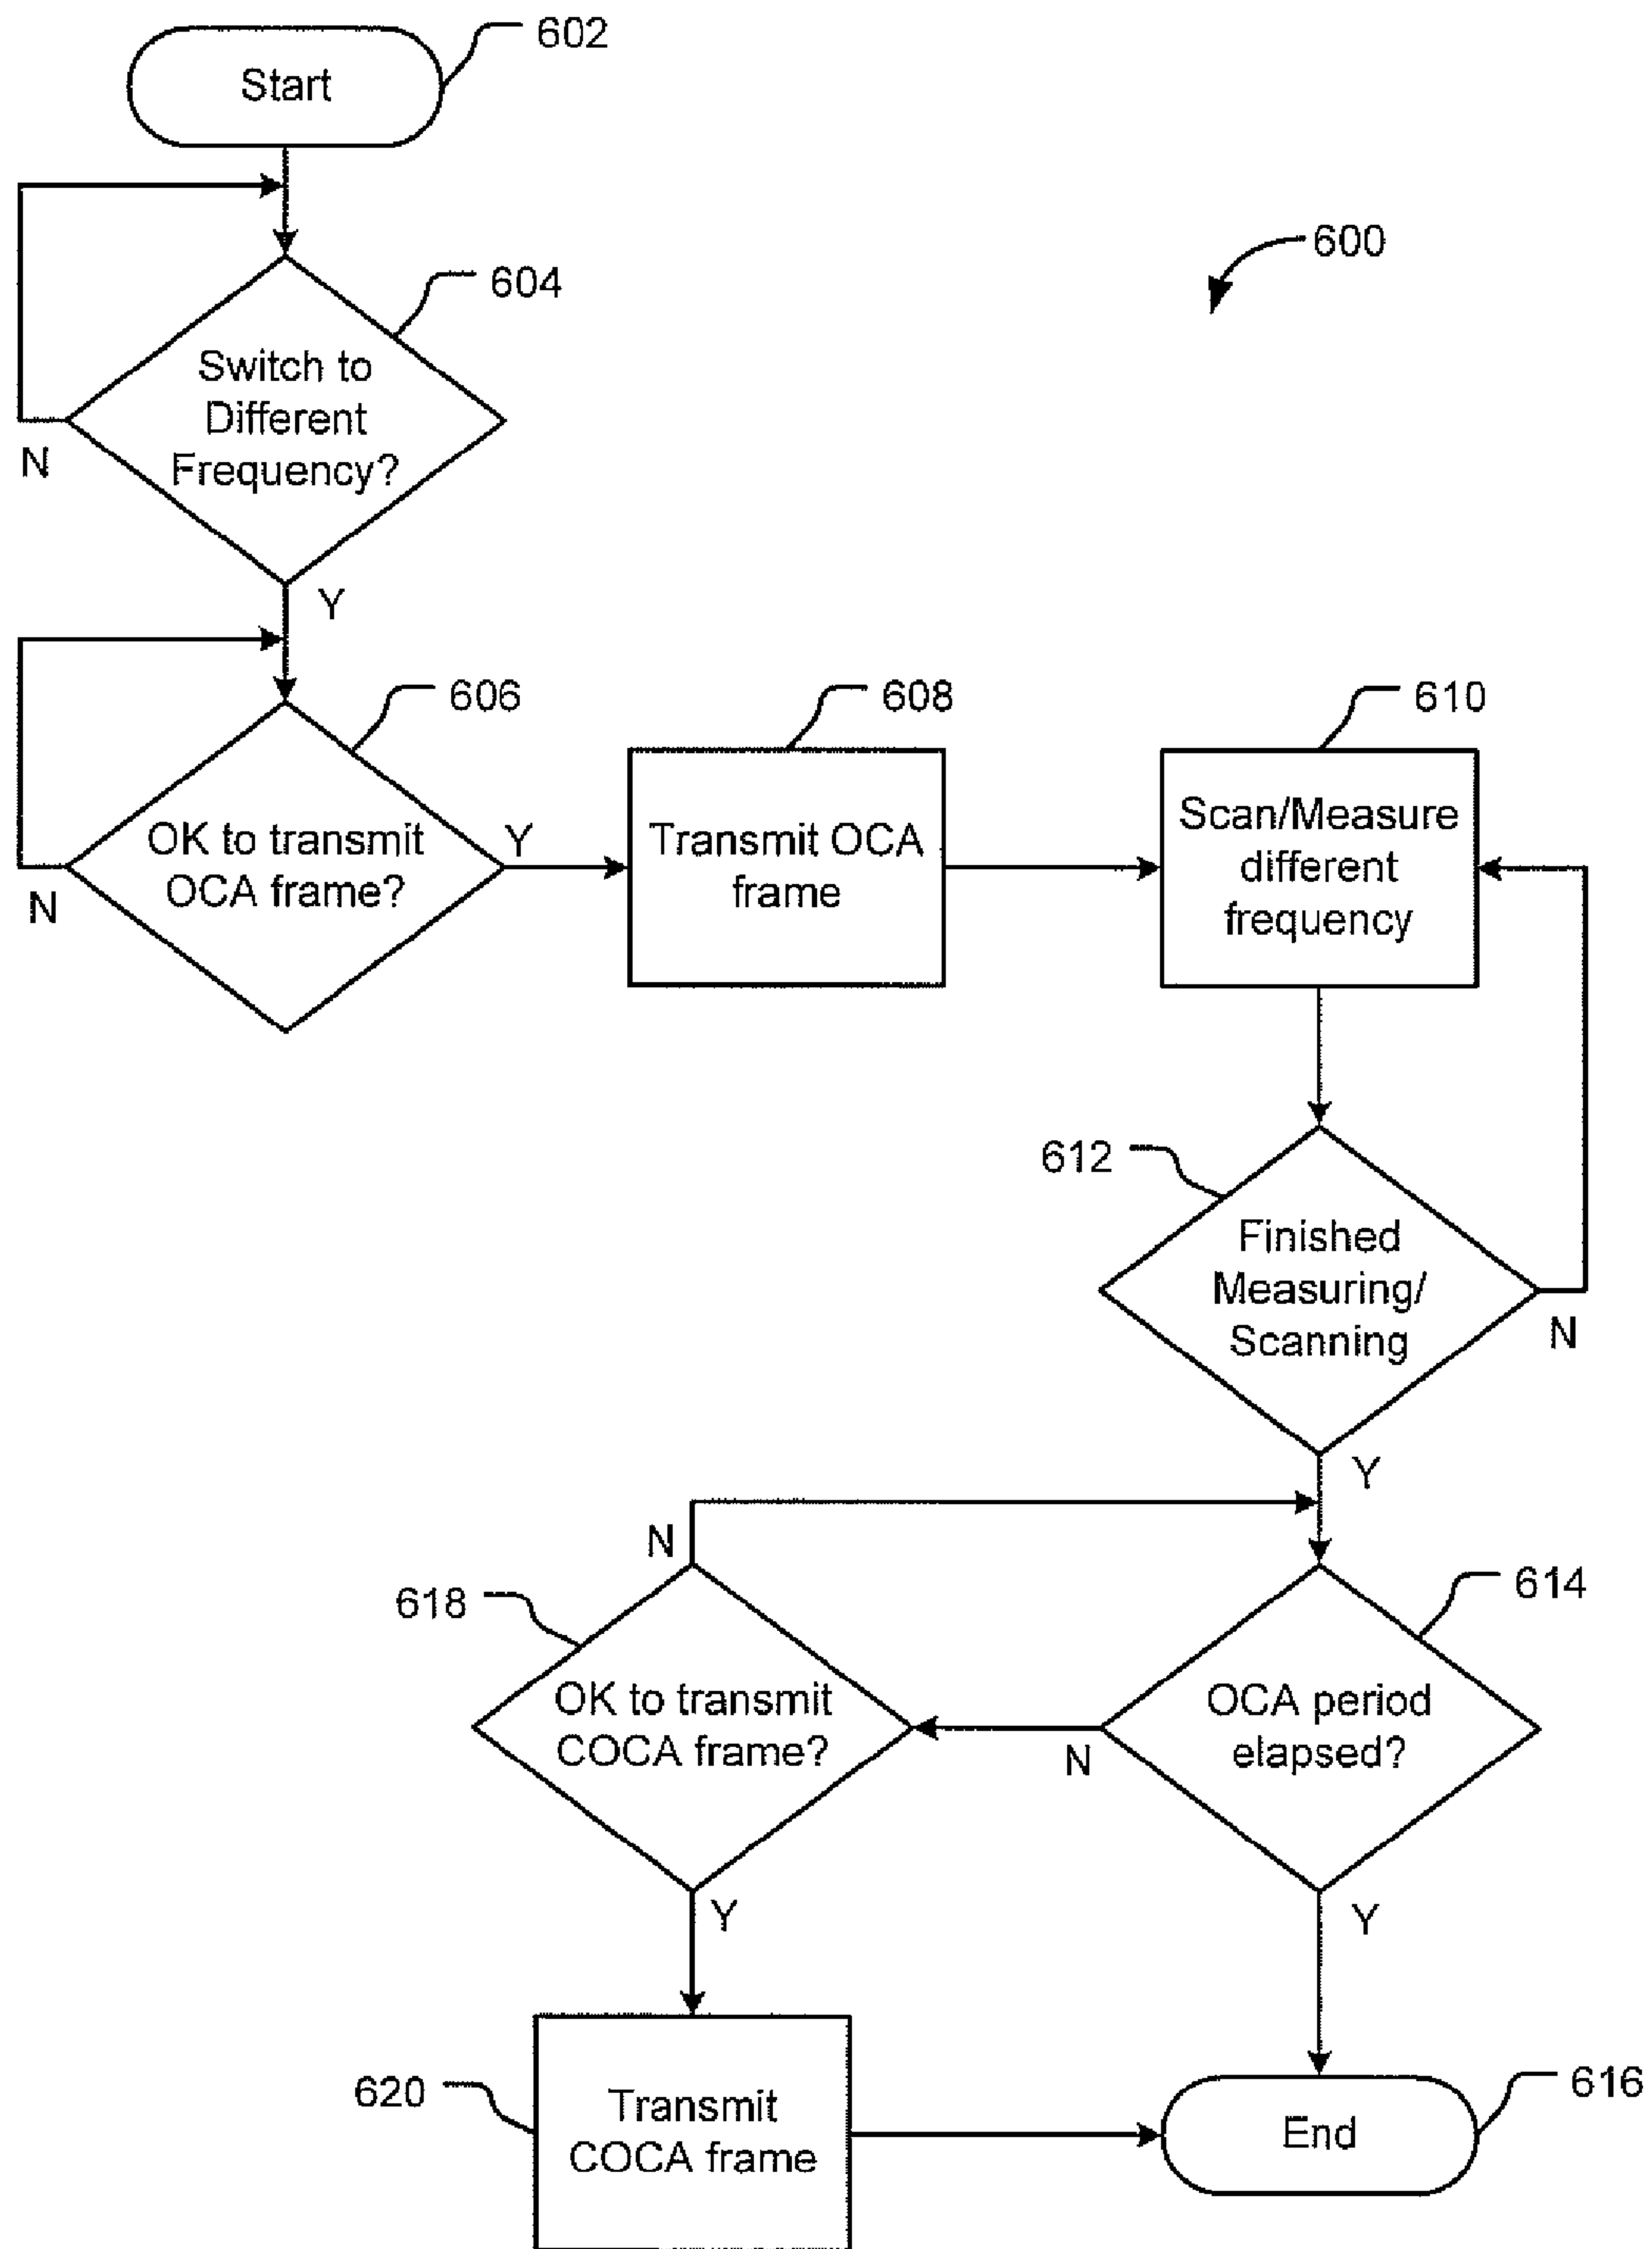 602
Start
600
604
Switch to
Different
Frequency?
N
Y
606
608
610
OK to transmit
OCA frame?
Y
N
Transmit OCA
frame
Scan/Measure
different
frequency
612
Finished
Measuring/
Scanning
N
Y
N
618
614
OK to transmit
COCA frame?
N
OCA period
elapsed?
Y
Y
620
Transmit
COCA frame
616
End